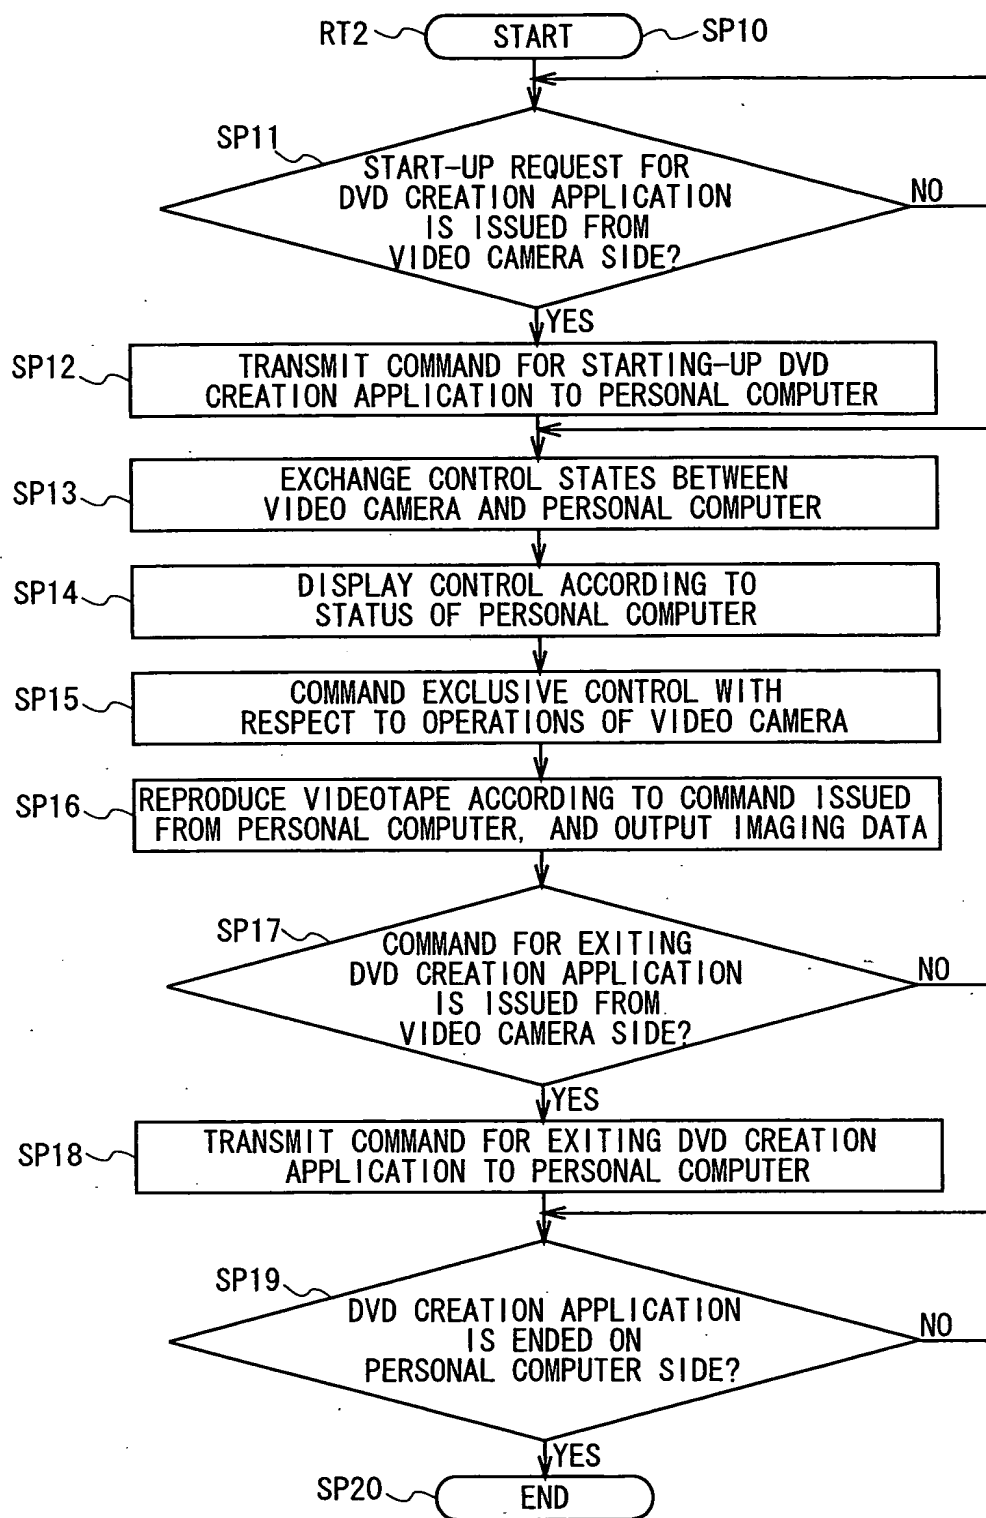 RT2 START SP10
SP11
START-UP REQUEST FOR
DVD CREATION APPLICATION
IS ISSUED FROM
VIDEO CAMERA SIDE?
NO
YES
SP12
TRANSMIT COMMAND FOR STARTING-UP DVD
CREATION APPLICATION TO PERSONAL COMPUTER
SP13
EXCHANGE CONTROL STATES BETWEEN
VIDEO CAMERA AND PERSONAL COMPUTER
SP14
DISPLAY CONTROL ACCORDING TO
STATUS OF PERSONAL COMPUTER
SP15
COMMAND EXCLUSIVE CONTROL WITH
RESPECT TO OPERATIONS OF VIDEO CAMERA
SP16
REPRODUCE VIDEOTAPE ACCORDING TO COMMAND ISSUED
FROM PERSONAL COMPUTER, AND OUTPUT IMAGING DATA
SP17
COMMAND FOR EXITING
DVD CREATION APPLICATION
IS ISSUED FROM
VIDEO CAMERA SIDE?
NO
YES
SP18
TRANSMIT COMMAND FOR EXITING DVD CREATION
APPLICATION TO PERSONAL COMPUTER
SP19
DVD CREATION APPLICATION
IS ENDED ON
PERSONAL COMPUTER SIDE?
NO
YES
SP20
END